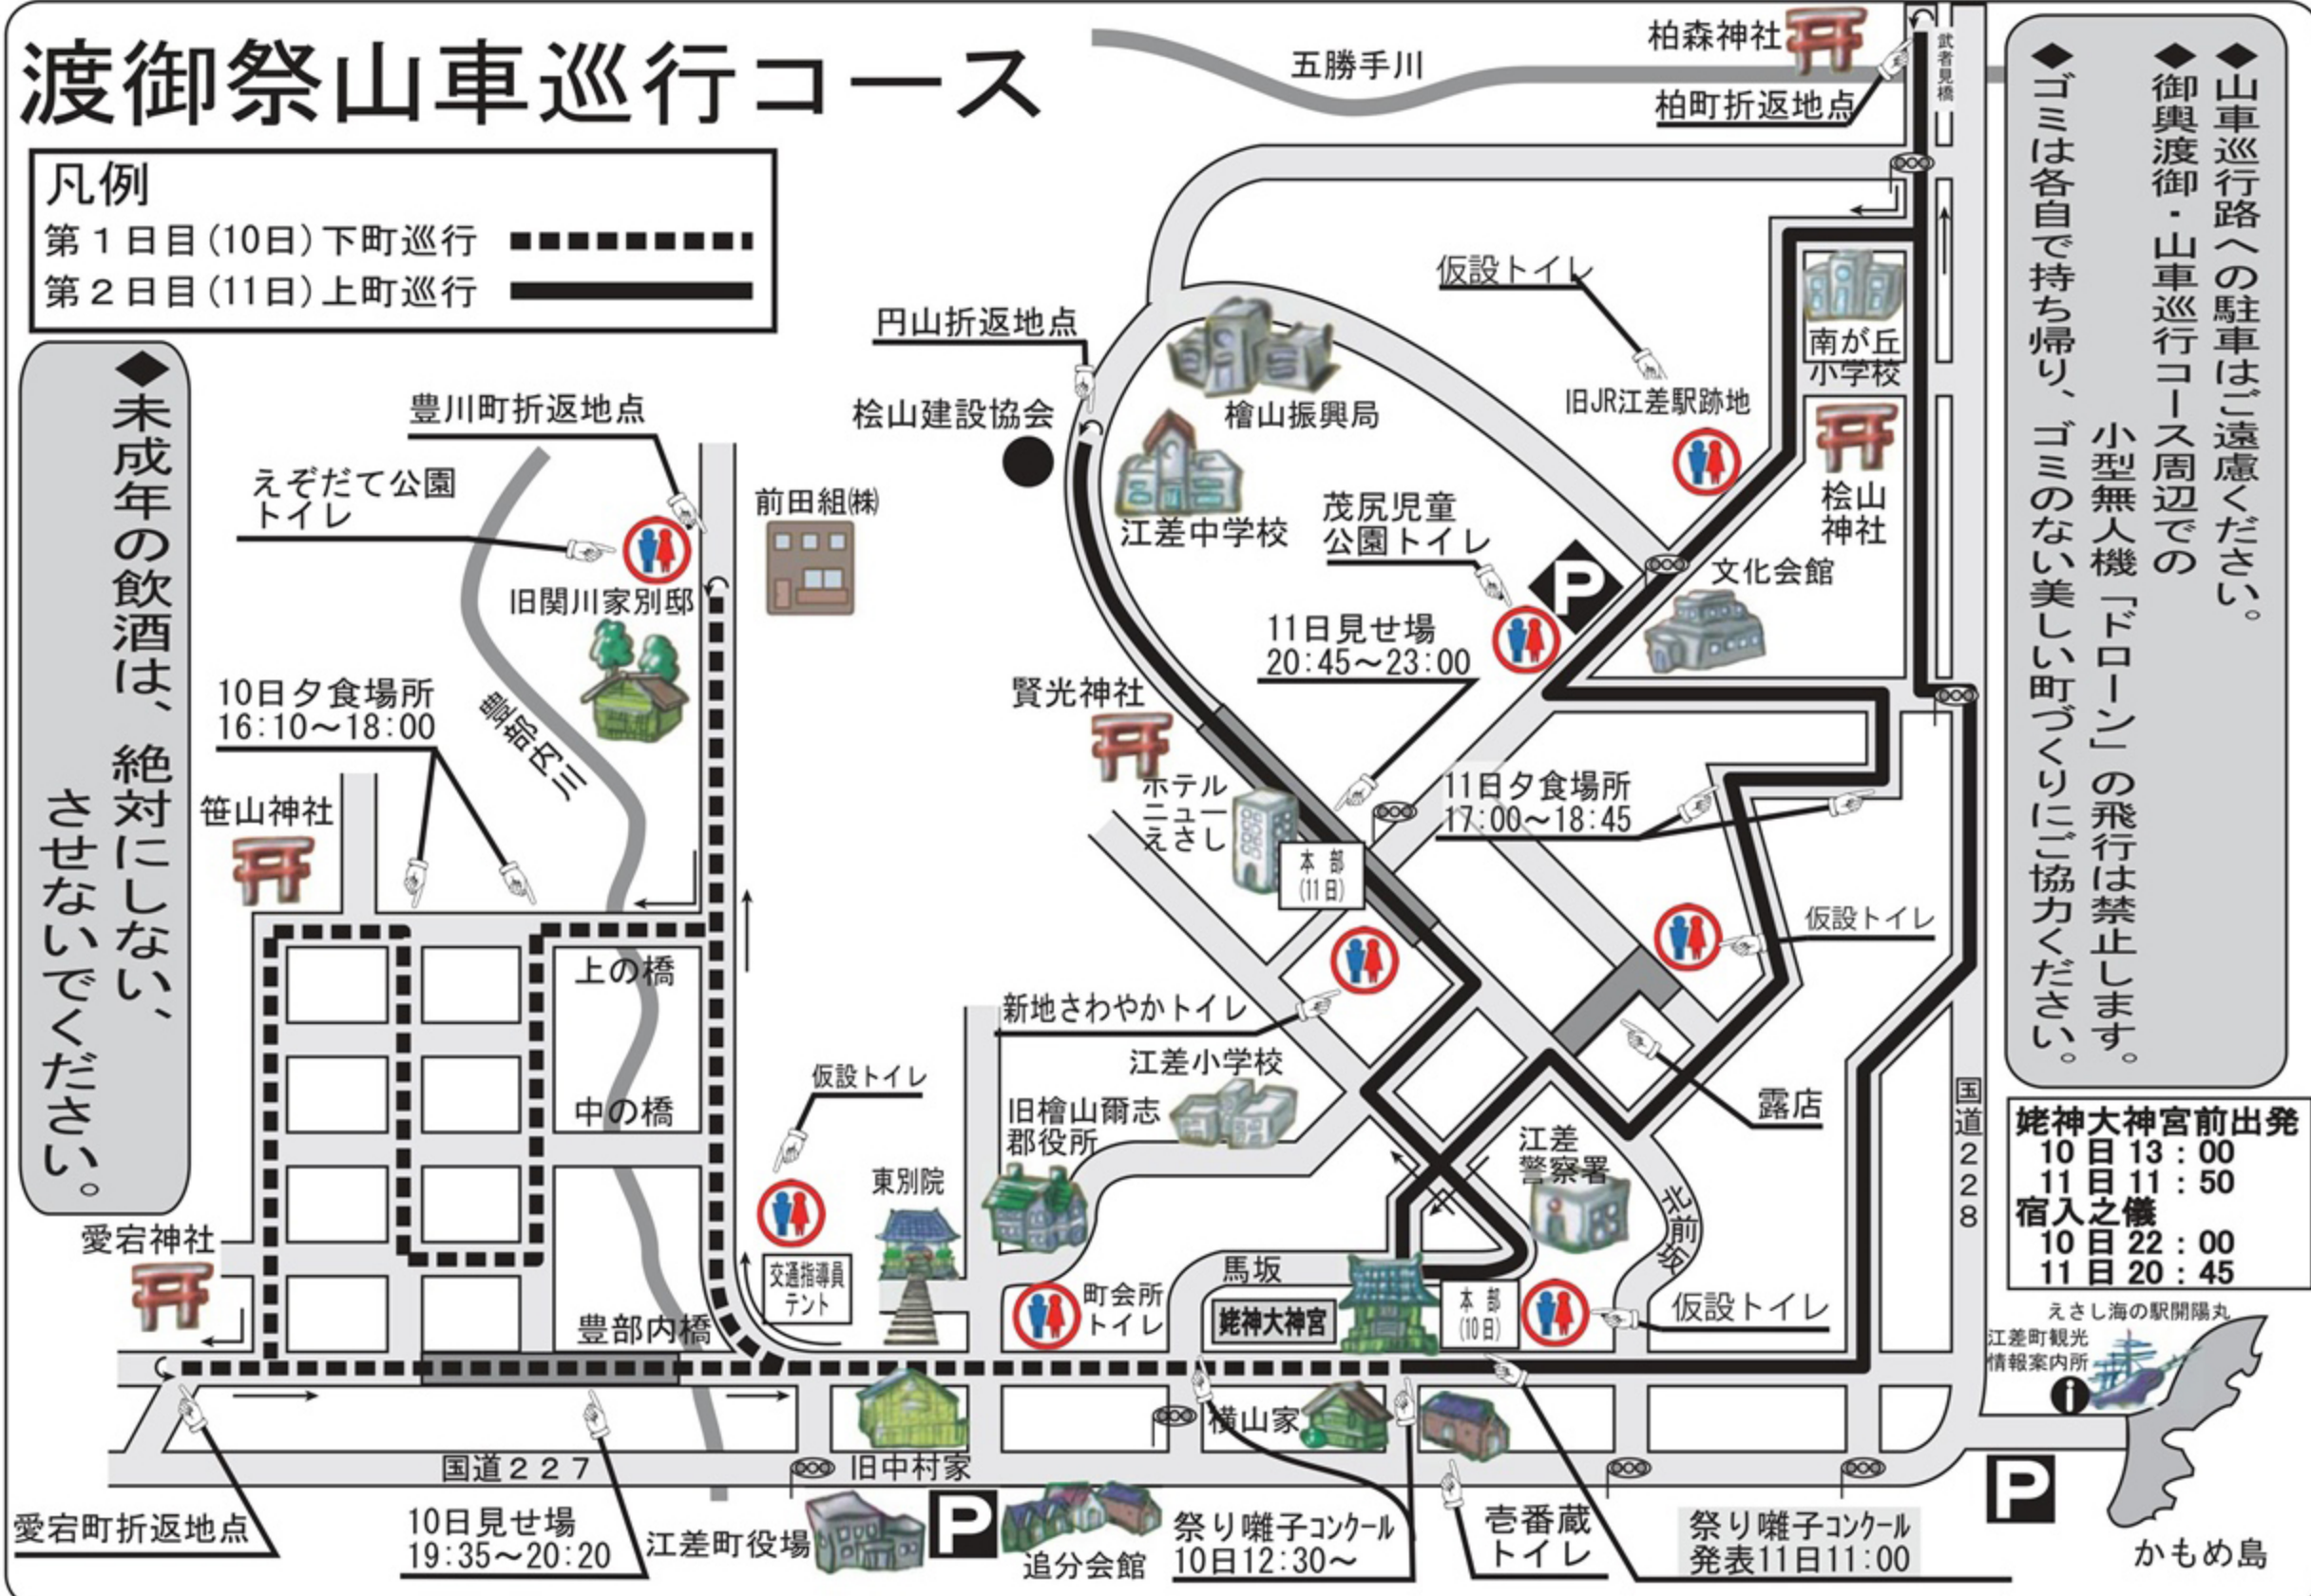 渡御祭山車巡行コース
凡例
第１日目(10日)下町巡行
第２日目(11日)上町巡行
◆山車巡行路への駐車はご遠慮ください。
◆御輿渡御・山車巡行コース周辺での
小型無人機「ドローン」の飛行は禁止します。
◆ゴミは各自で持ち帰り、ゴミのない美しい町づくりにご協力ください。
◆未成年の飲酒は、絶対にしない、
させないでください。
五勝手川
柏森神社
柏町折返地点
武者見橋
南が丘
小学校
桧山
神社
仮設トイレ
旧JR江差駅跡地
円山折返地点
桧山建設協会
檜山振興局
江差中学校
茂尻児童
公園トイレ
P
文化会館
11日見せ場
20:45～23:00
賢光神社
ホテル
ニュー
えさし
本部
(11日)
11日夕食場所
17:00～18:45
仮設トイレ
新地さわやかトイレ
露店
豊川町折返地点
えぞだて公園
トイレ
前田組㈱
旧関川家別邸
豊部内川
10日夕食場所
16:10～18:00
笹山神社
上の橋
中の橋
愛宕神社
豊部内橋
仮設トイレ
交通指導員
テント
東別院
江差小学校
旧檜山爾志
郡役所
町会所
トイレ
馬坂
姥神大神宮
本部
(10日)
江差
警察署
北前坂
仮設トイレ
国道２２８
姥神大神宮前出発
10日13：00
11日11：50
宿入之儀
10日22：00
11日20：45
えさし海の駅開陽丸
江差町観光
情報案内所
i
P
かもめ島
愛宕町折返地点
国道２２７
10日見せ場
19:35～20:20
旧中村家
江差町役場
P
追分会館
横山家
祭り囃子コンクール
10日12:30～
壱番蔵
トイレ
祭り囃子コンクール
発表11日11:00